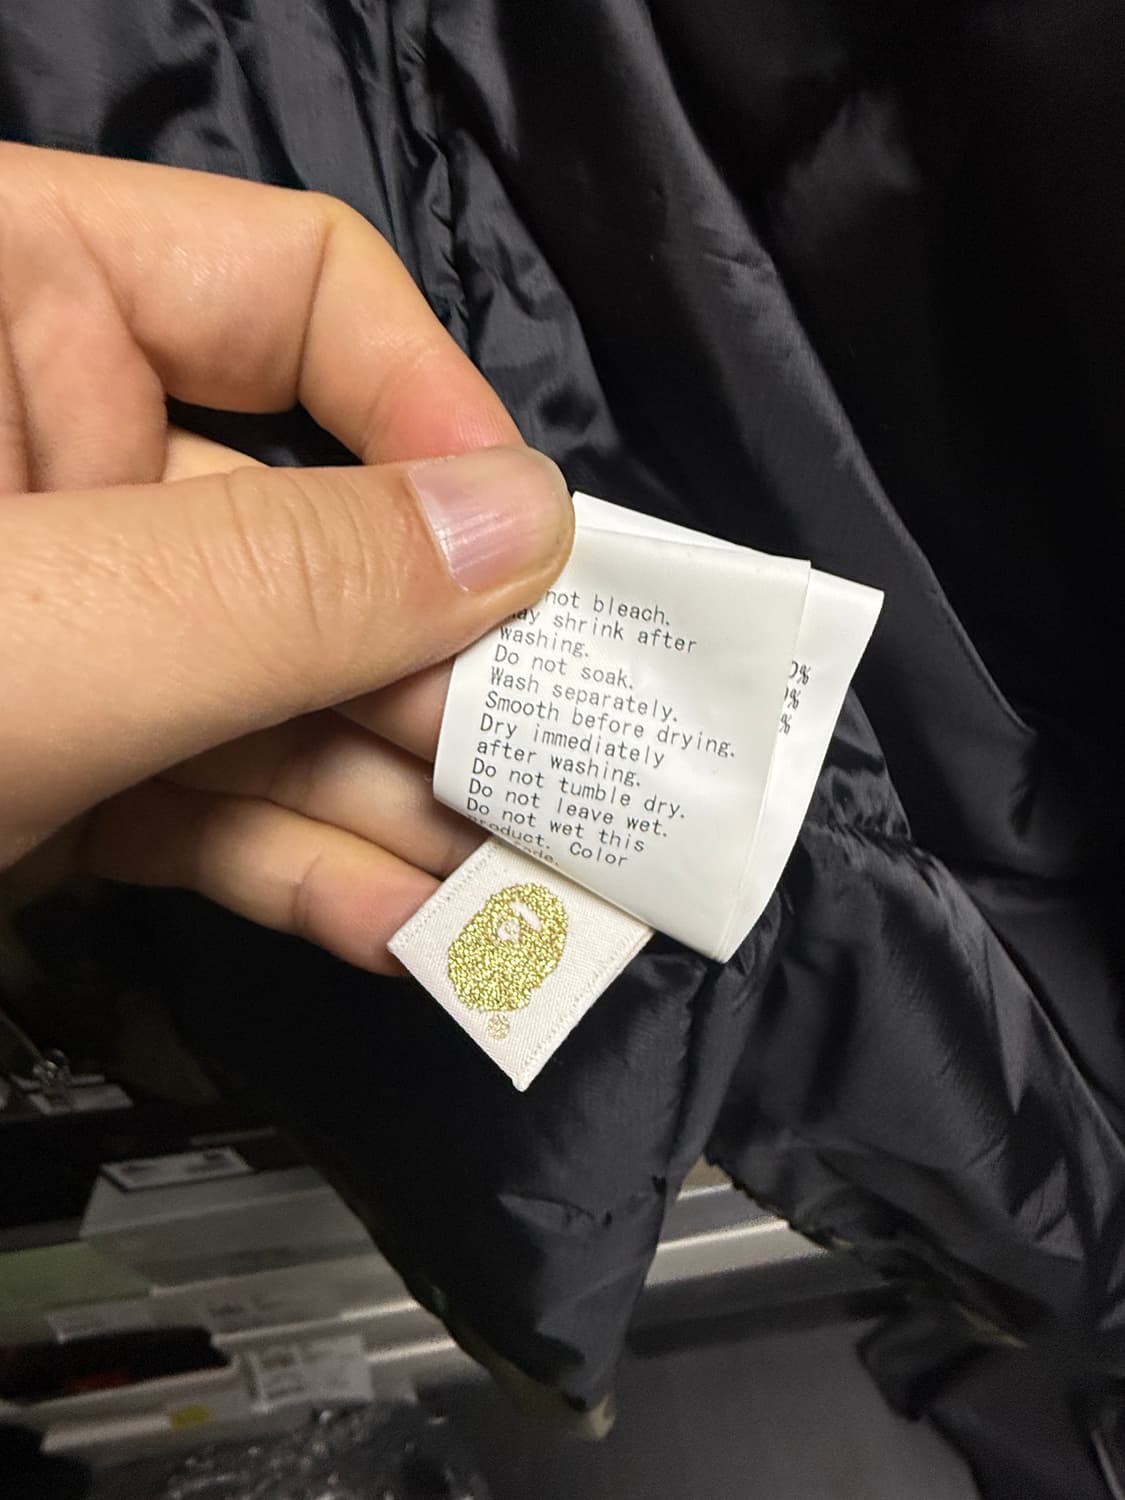 not bleach.
may shrink after
washing.
Do not soak.
Wash separately.
Smooth before drying.
Dry immediately
after washing.
Do not tumble dry.
Do not leave wet.
Do not wet this
product. Color
%
%
%